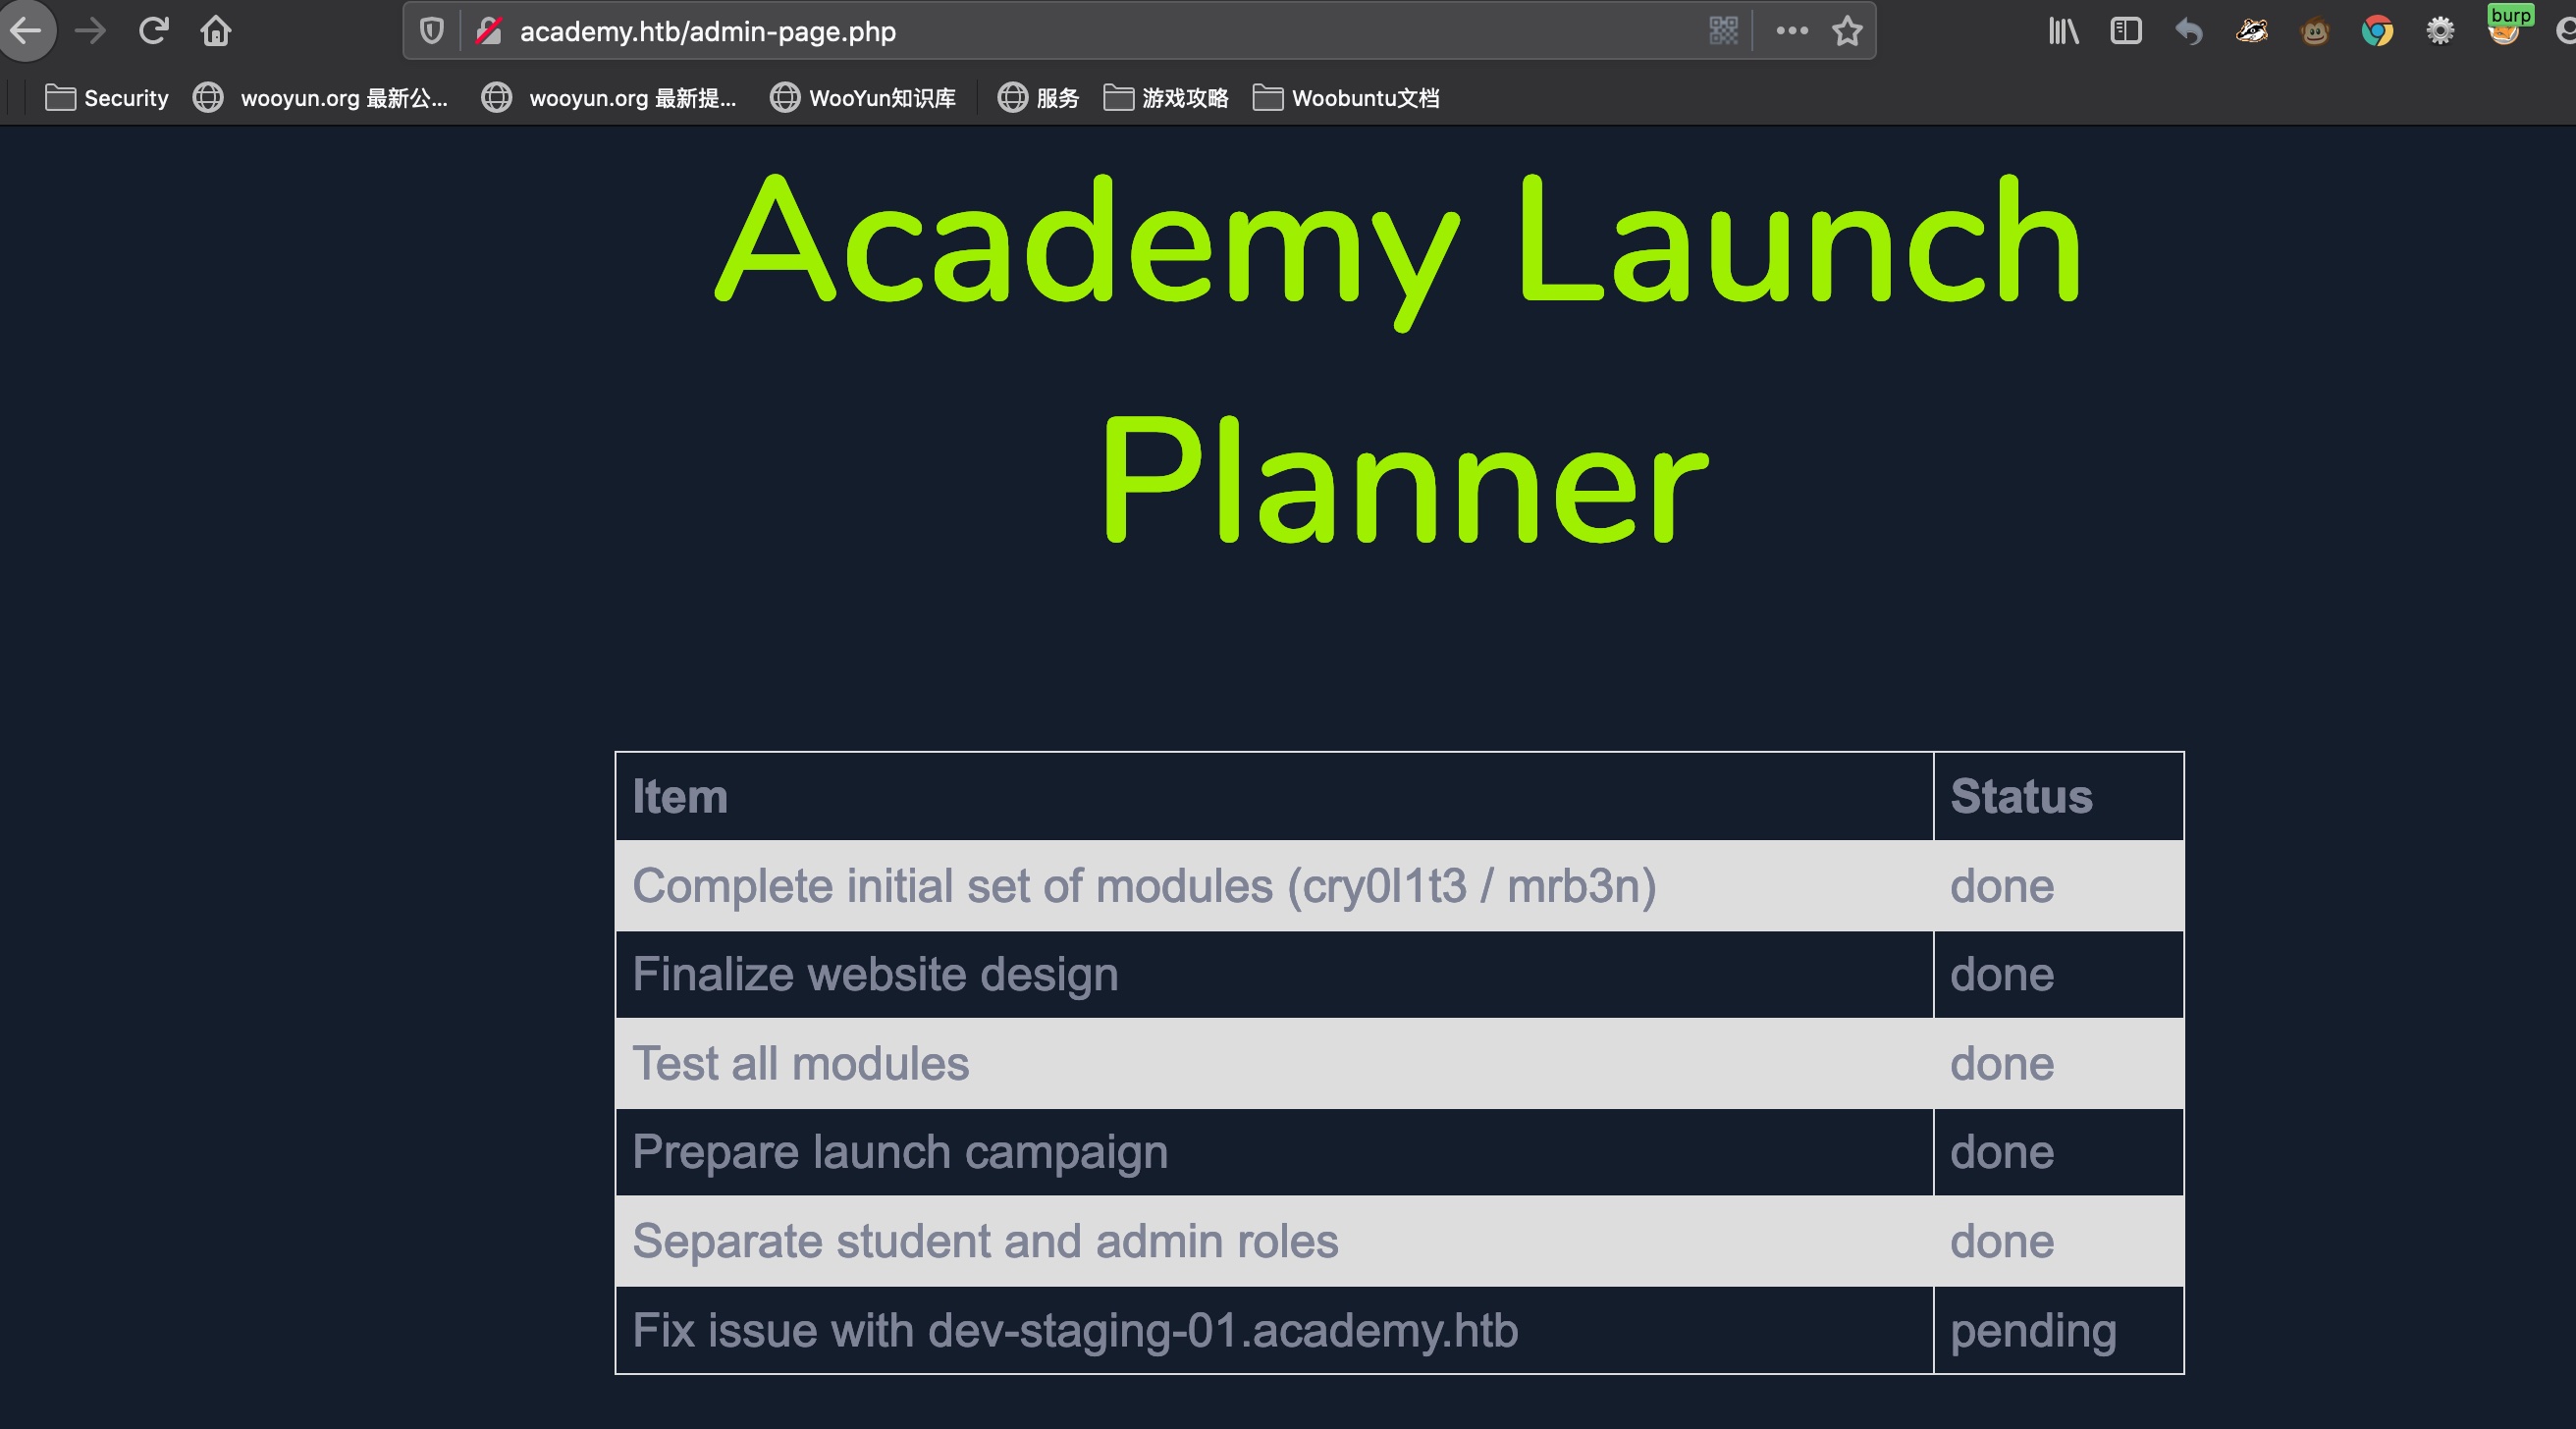 burp
academy.htb/admin-page.php
Security wooyun.org 最新公... wooyun.org 最新提... WooYun知识库 服务 游戏攻略 Woobuntu文档
Academy Launch
Planner
Item Status
Complete initial set of modules (cry0l1t3 / mrb3n) done
Finalize website design done
Test all modules done
Prepare launch campaign done
Separate student and admin roles done
Fix issue with dev-staging-01.academy.htb pending